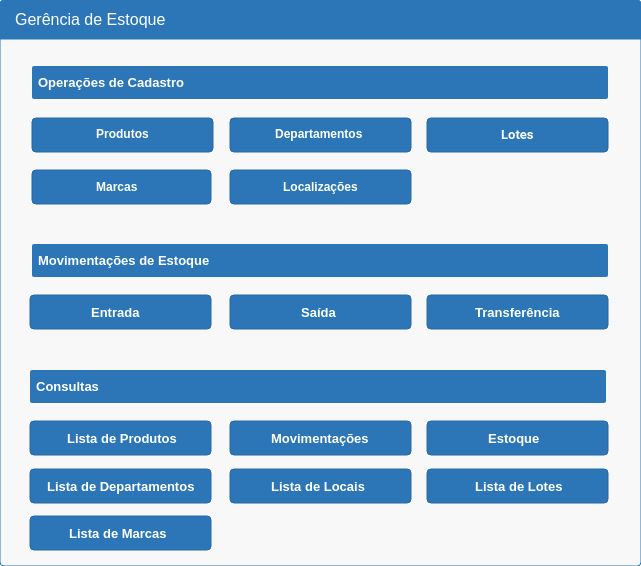 Gerência de Estoque
Operações de Cadastro
Produtos
Departamentos
Lotes
Marcas
Localizações
Movimentações de Estoque
Entrada
Saída
Transferência
Consultas
Lista de Produtos
Movimentações
Estoque
Lista de Departamentos
Lista de Locais
Lista de Lotes
Lista de Marcas